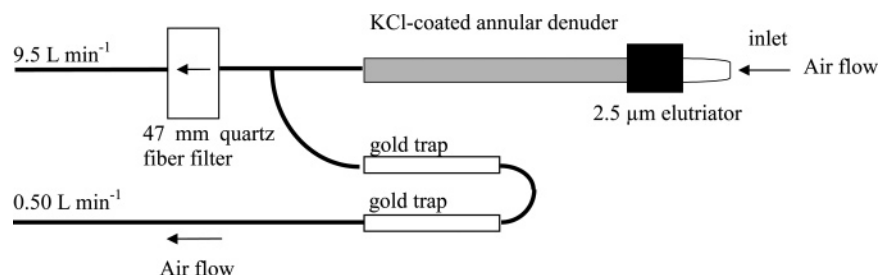 KCl-coated annular denuder
9.5 L min-1
inlet
Air flow
2.5 µm elutriator
47 mm quartz
fiber filter
gold trap
0.50 L min-1
gold trap
Air flow